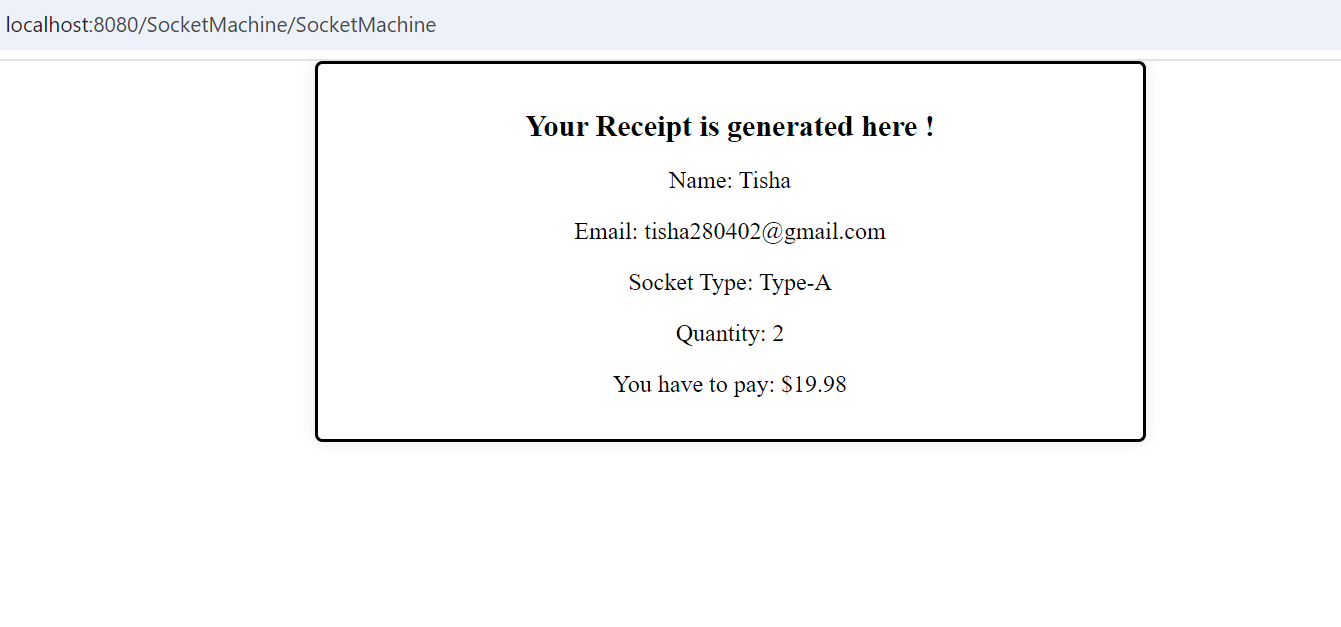 localhost:8080/SocketMachine/SocketMachine
Your Receipt is generated here !
Name: Tisha
Email: tisha280402@gmail.com
Socket Type: Type-A
Quantity: 2
You have to pay: $19.98